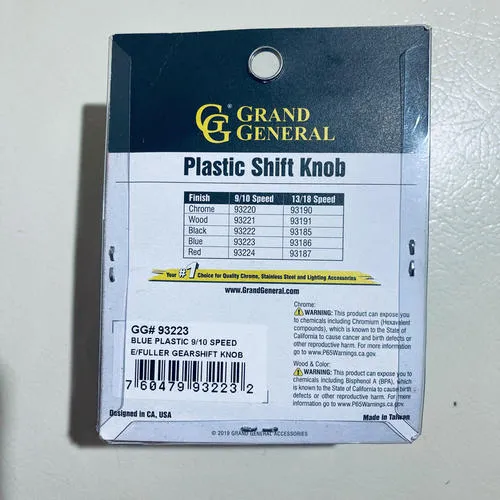 GG® GRAND
GENERAL
Plastic Shift Knob
Finish 9/10 Speed 13/18 Speed
Chrome 93220 93190
Wood 93221 93191
Black 93222 93185
Blue 93223 93186
Red 93224 93187
Your #1 Choice for Quality Chrome, Stainless Steel and Lighting Accessories
www.GrandGeneral.com
GG# 93223
BLUE PLASTIC 9/10 SPEED
E/FULLER GEARSHIFT KNOB
7 60479 93223 2
Chrome:
WARNING: This product can expose you
to chemicals including Chromium (Hexavalent
compounds), which is known to the State of
California to cause cancer and birth defects or
other reproductive harm. For more information
go to www.P65Warnings.ca.gov.
Wood & Color:
WARNING: This product can expose you to
chemicals including Bisphenol A (BPA), which
is known to the State of California to cause birth
defects or other reproductive harm. For more
information go to www.P65Warnings.ca.gov
Designed in CA, USA
Made in Taiwan
© 2019 GRAND GENERAL ACCESSORIES